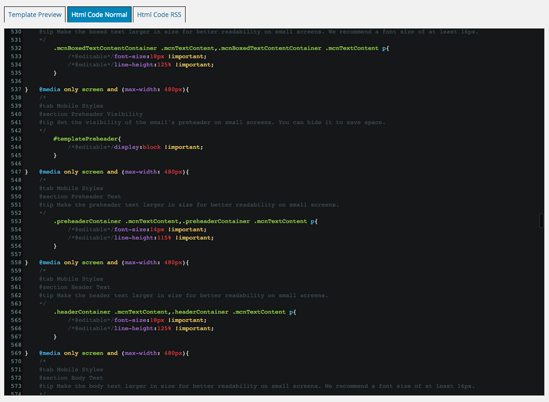 Template Preview
Html Code Normal
Html Code RSS
530 @tip Make the boxed text larger in size for better readability on small screens. We recommend a font size of at least 16px.
531 */
532 .mcnBoxedTextContentContainer .mcnTextContent,.mcnBoxedTextContentContainer .mcnTextContent p{
533 /*@editable*/font-size:18px !important;
534 /*@editable*/line-height:125% !important;
535 }
536
537 } @media only screen and (max-width: 480px){
538 /*
539 @tab Mobile Styles
540 @section Preheader Visibility
541 @tip Set the visibility of the email's preheader on small screens. You can hide it to save space.
542 */
543 #templatePreheader{
544 /*@editable*/display:block !important;
545 }
546
547 } @media only screen and (max-width: 480px){
548 /*
549 @tab Mobile Styles
550 @section Preheader Text
551 @tip Make the preheader text larger in size for better readability on small screens.
552 */
553 .preheaderContainer .mcnTextContent,.preheaderContainer .mcnTextContent p{
554 /*@editable*/font-size:14px !important;
555 /*@editable*/line-height:115% !important;
556 }
557
558 } @media only screen and (max-width: 480px){
559 /*
560 @tab Mobile Styles
561 @section Header Text
562 @tip Make the header text larger in size for better readability on small screens.
563 */
564 .headerContainer .mcnTextContent,.headerContainer .mcnTextContent p{
565 /*@editable*/font-size:18px !important;
566 /*@editable*/line-height:125% !important;
567 }
568
569 } @media only screen and (max-width: 480px){
570 /*
571 @tab Mobile Styles
572 @section Body Text
573 @tip Make the body text larger in size for better readability on small screens. We recommend a font size of at least 16px.
574 */